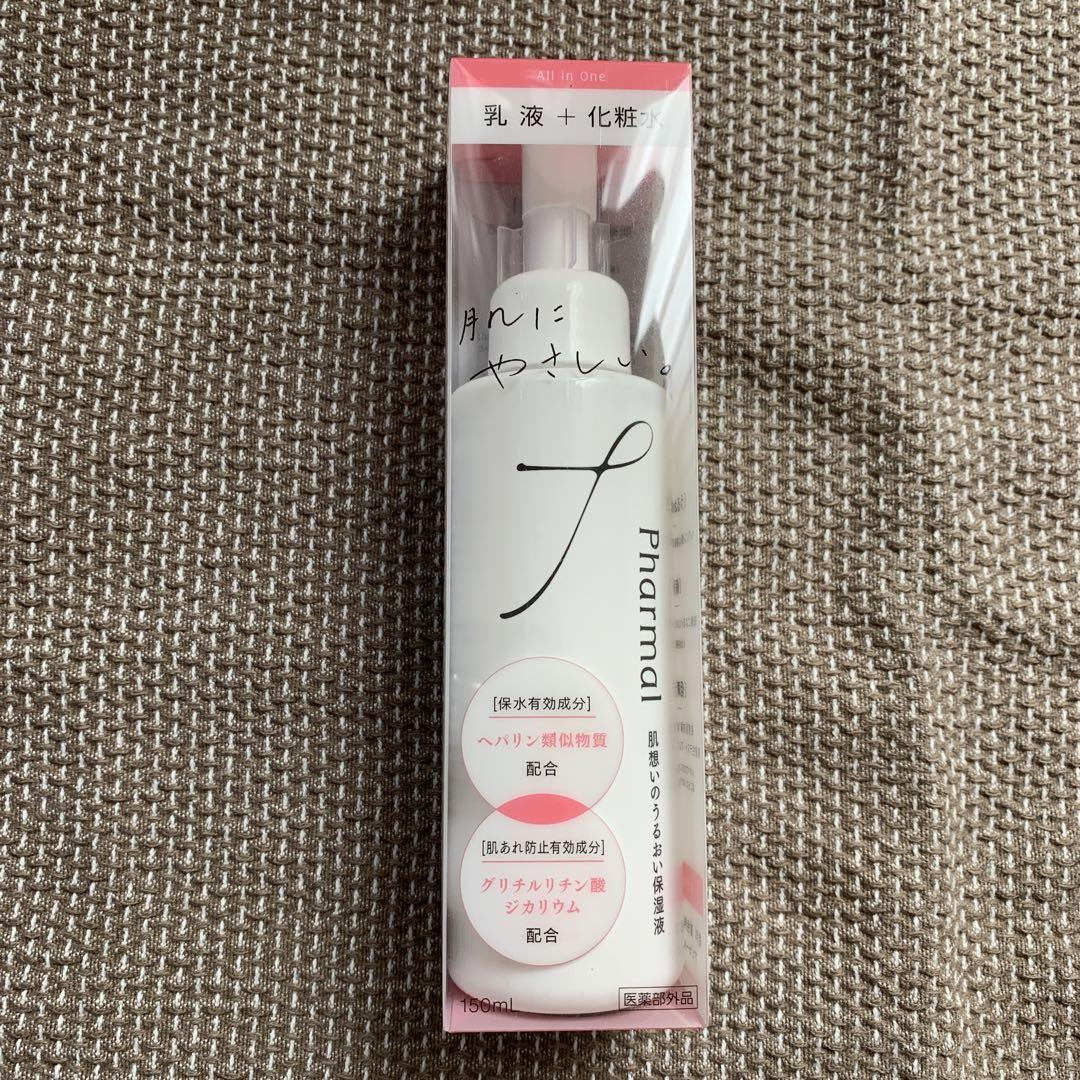 All in One
乳液＋化粧水
肌に
やさしい。
Pharmal
肌想いのうるおい保湿液
[保水有効成分]
ヘパリン類似物質
配合
[肌あれ防止有効成分]
グリチルリチン酸
ジカリウム
配合
150mL
医薬部外品